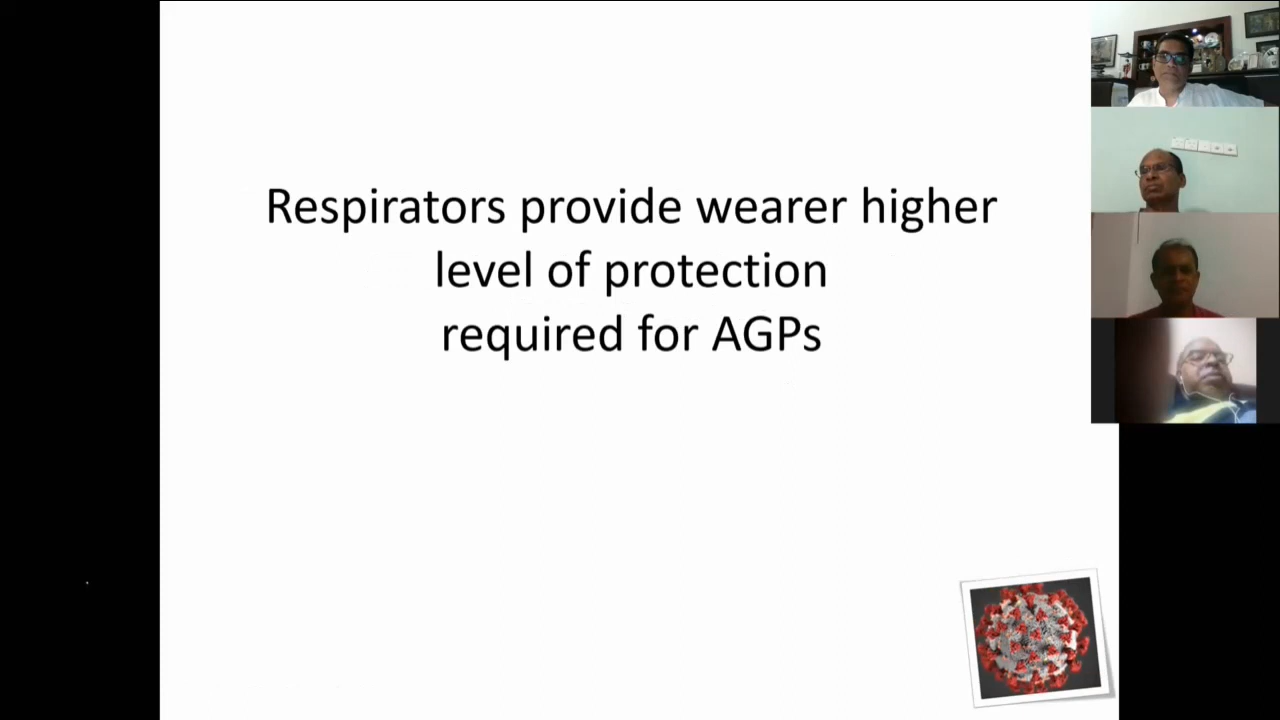 Respirators provide wearer higher
level of protection
required for AGPs